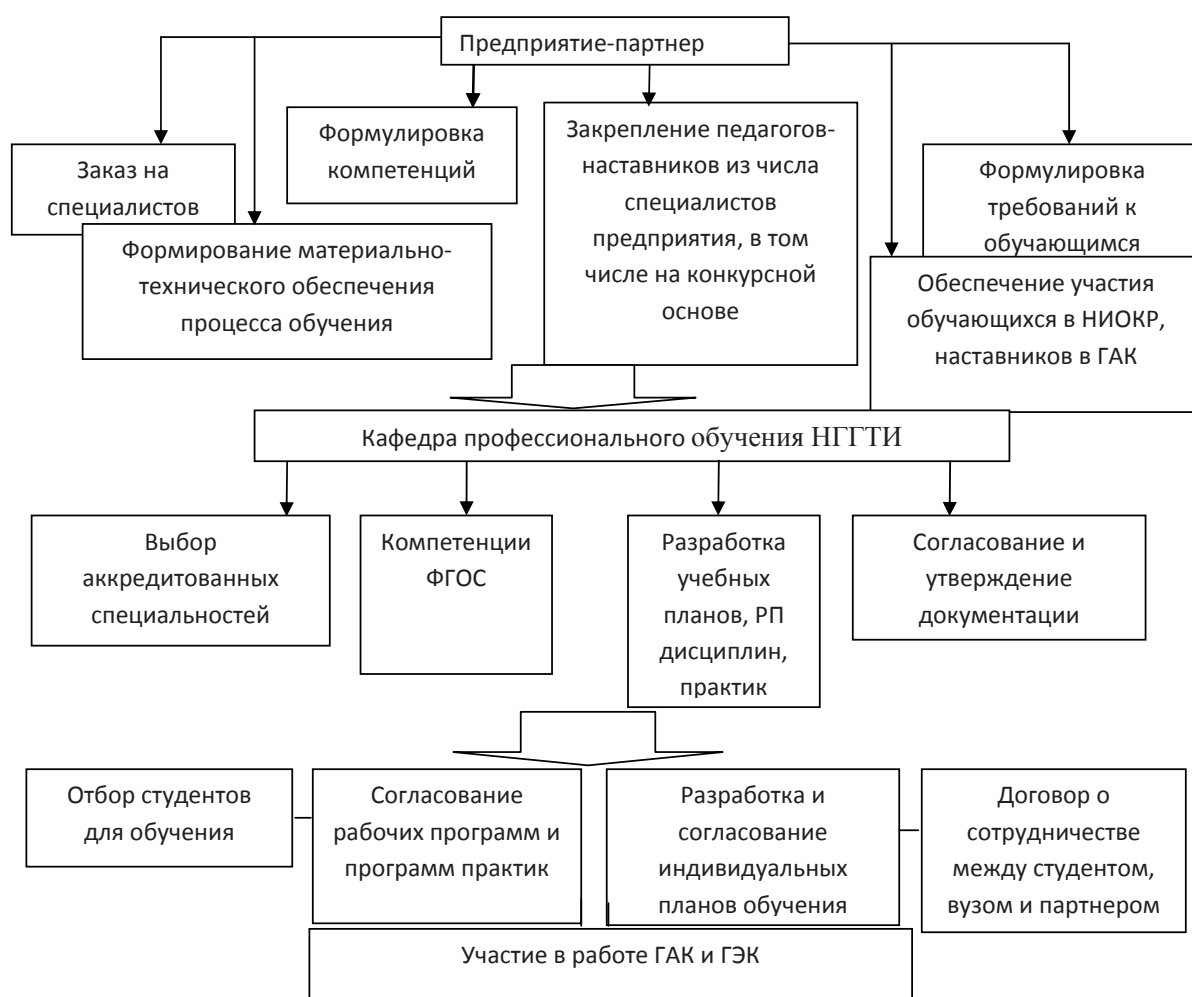 Предприятие-партнер
Заказ на
специалистов
Формирование материально-
технического обеспечения
процесса обучения
Формулировка
компетенций
Закрепление педагогов-
наставников из числа
специалистов
предприятия, в том
числе на конкурсной
основе
Формулировка
требований к
обучающимся
Обеспечение участия
обучающихся в НИОКР,
наставников в ГАК
Кафедра профессионального обучения НГГТИ
Выбор
аккредитованных
специальностей
Компетенции
ФГОС
Разработка
учебных
планов, РП
дисциплин,
практик
Согласование и
утверждение
документации
Отбор студентов
для обучения
Согласование
рабочих программ и
программ практик
Разработка и
согласование
индивидуальных
планов обучения
Договор о
сотрудничестве
между студентом,
вузом и партнером
Участие в работе ГАК и ГЭК